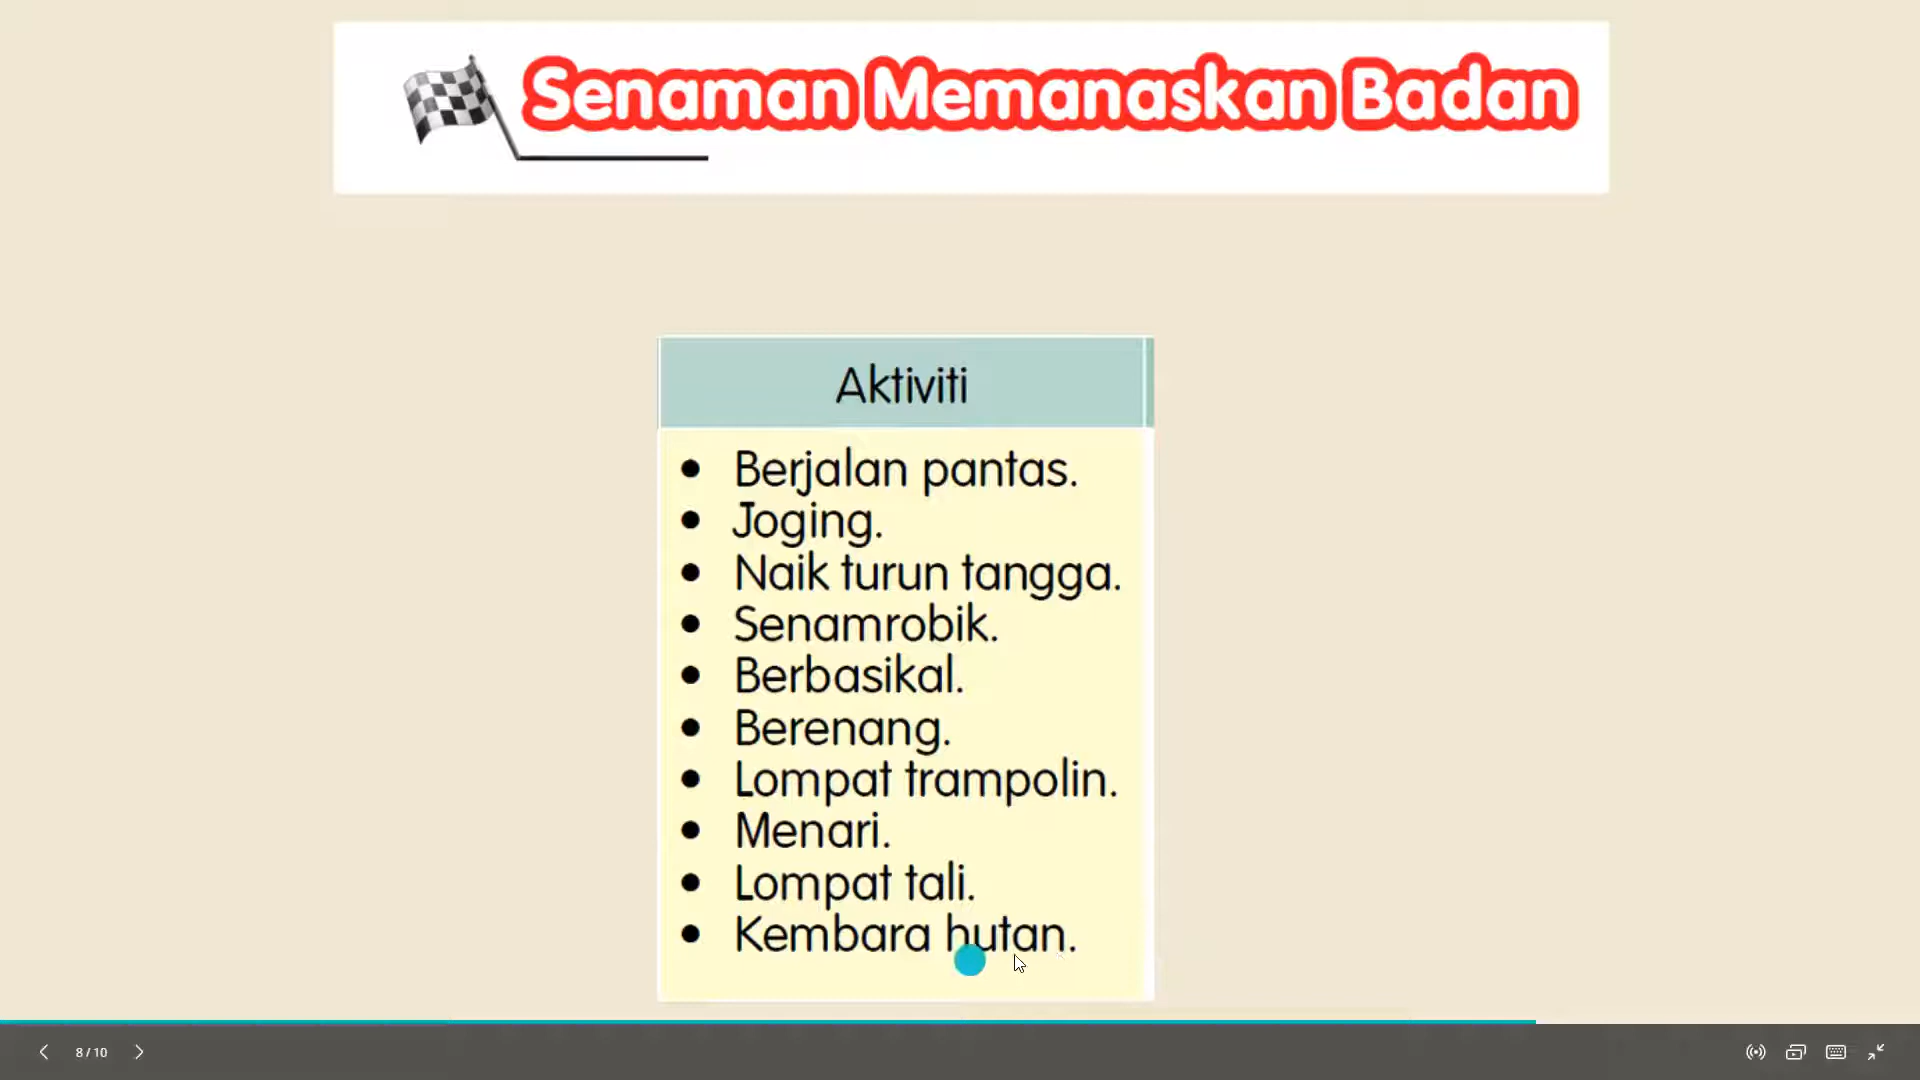 Senaman Memanaskan Badan
Aktiviti
• Berjalan pantas.
• Joging.
• Naik turun tangga.
• Senamrobik.
• Berbasikal.
• Berenang.
• Lompat trampolin.
• Menari.
• Lompat tali.
• Kembara hutan.
8 / 10